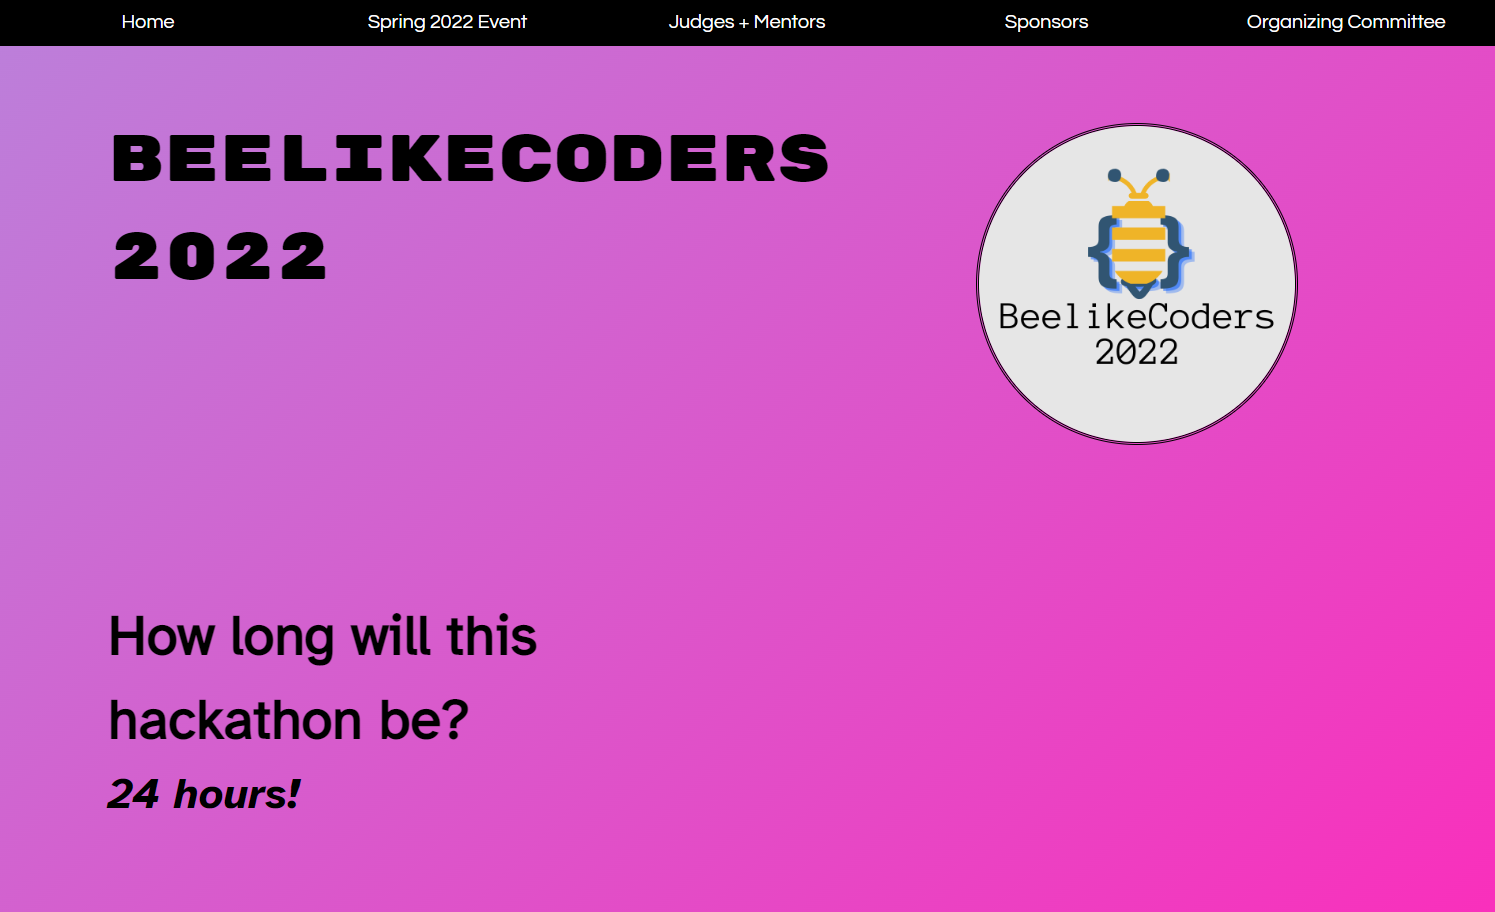 Home Spring 2022 Event Judges + Mentors Sponsors Organizing Committee
BEELIKECODERS
2022
{ }
BeelikeCoders
2022
How long will this
hackathon be?
24 hours!